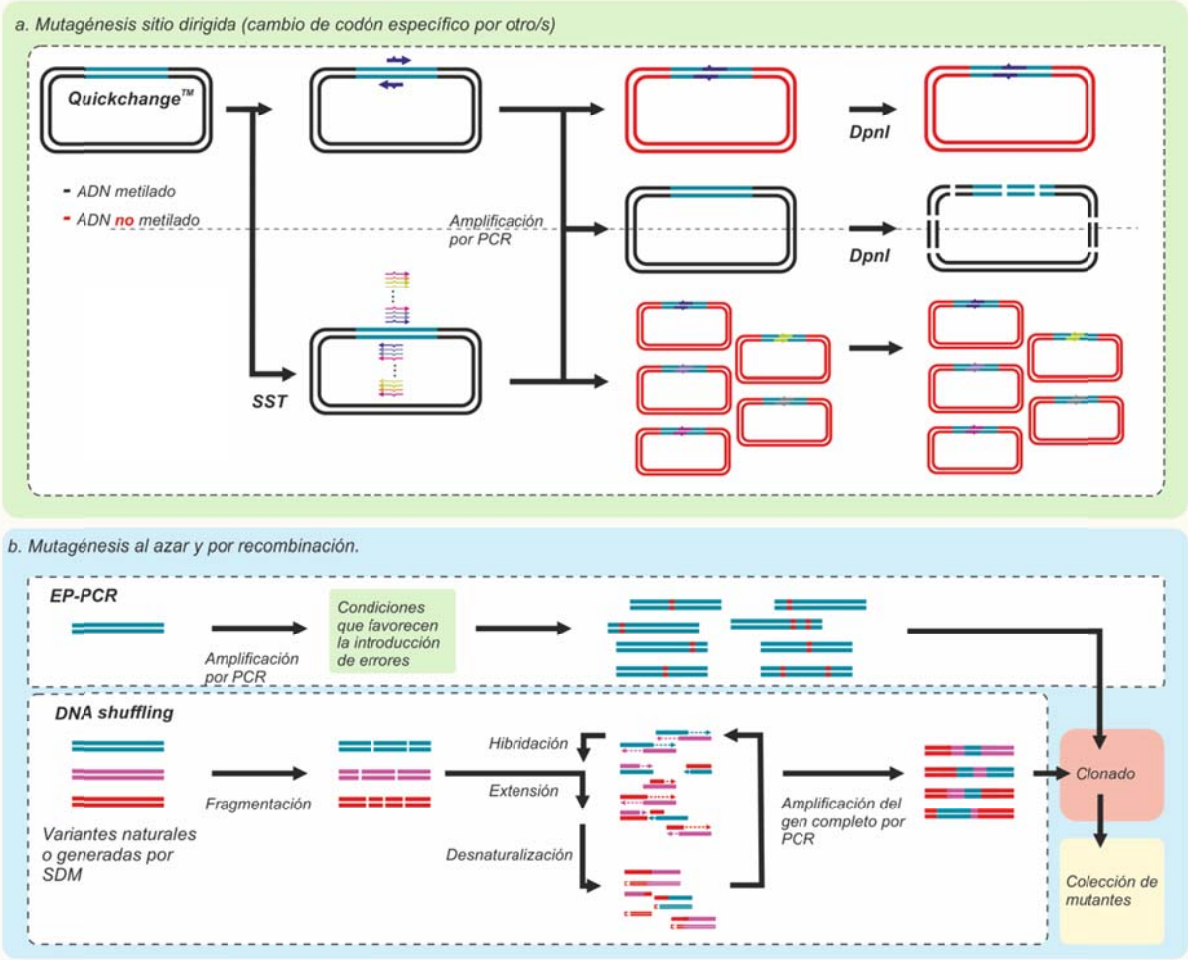 a. Mutagénesis sitio dirigida (cambio de codón específico por otro/s)
Quickchange™
DpnI
- ADN metilado
- ADN no metilado
Amplificación
por PCR
DpnI
SST
b. Mutagénesis al azar y por recombinación.
EP-PCR
Amplificación
por PCR
Condiciones
que favorecen
la introducción
de errores
DNA shuffling
Fragmentación
Variantes naturales
o generadas por
SDM
Hibridación
Extensión
Desnaturalización
Amplificación del
gen completo por
PCR
Clonado
Colección de
mutantes